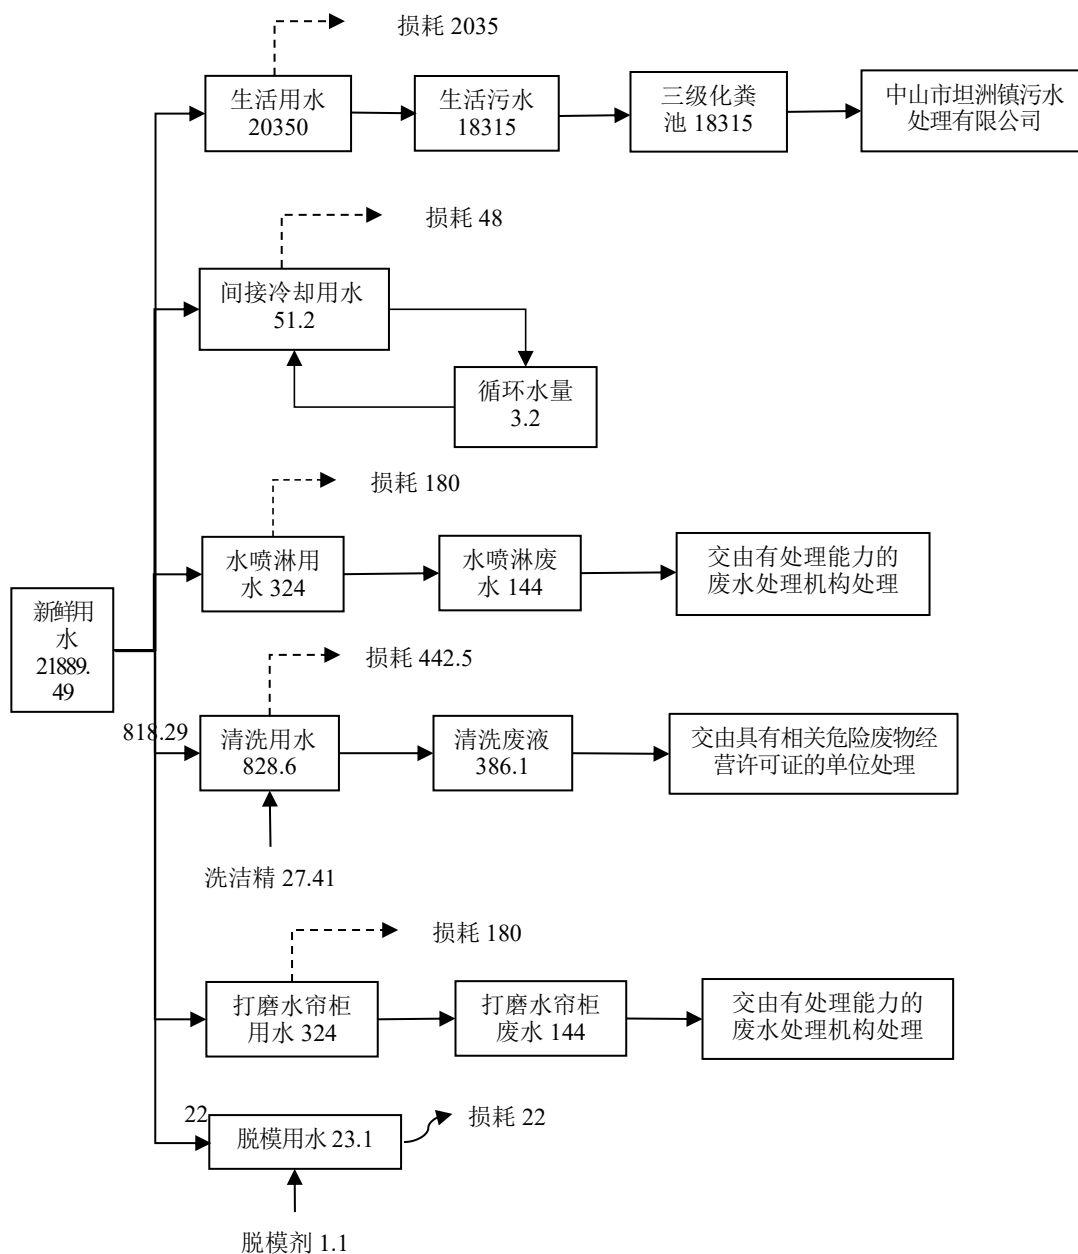 损耗 2035
生活用水
20350
生活污水
18315
三级化粪
池 18315
中山市坦洲镇污水
处理有限公司
损耗 48
间接冷却用水
51.2
循环水量
3.2
损耗 180
水喷淋用
水 324
水喷淋废
水 144
交由有处理能力的
废水处理机构处理
新鲜用
水
21889.
49
损耗 442.5
818.29
清洗用水
828.6
清洗废液
386.1
交由具有相关危险废物经
营许可证的单位处理
洗洁精 27.41
损耗 180
打磨水帘柜
用水 324
打磨水帘柜
废水 144
交由有处理能力的
废水处理机构处理
22
脱模用水 23.1
损耗 22
脱模剂 1.1